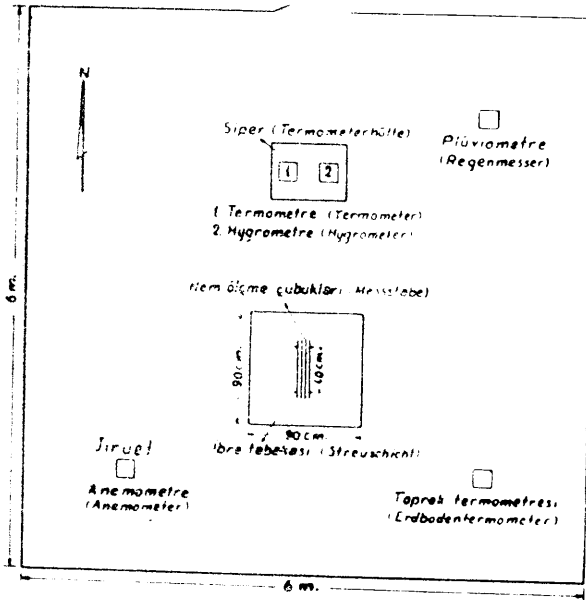 N
Siper (Termometerhütte)
1 2
1. Termometre (Termometer)
2. Hygrometre (Hygrometer)
Plüviometre
(Regenmesser)
6 m.
Nem ölçme çubukları (Messstäbe)
90 cm.
40 cm.
90 cm.
İbre tabakası (Streuschicht)
Anemometre
(Anemometer)
Toprak termometresi
(Erdbodentermometer)
6 m.